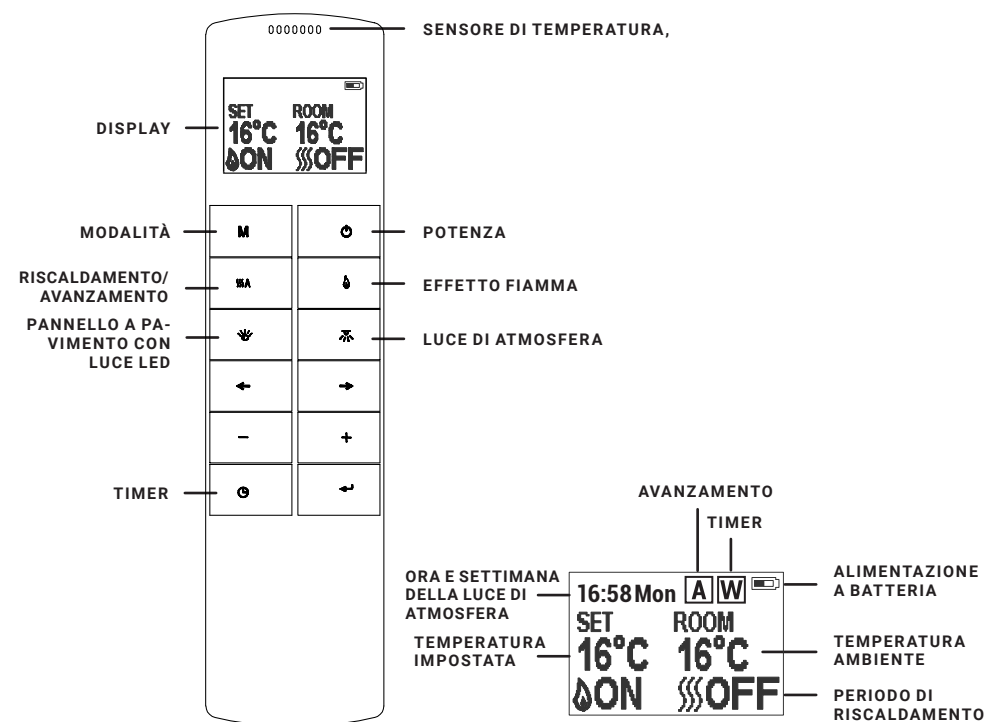 0000000
SENSORE DI TEMPERATURA,
SET ROOM
16°C 16°C
ON OFF
DISPLAY
MODALITÀ
M
POTENZA
RISCALDAMENTO/
AVANZAMENTO
A
EFFETTO FIAMMA
PANNELLO A PA-
VIMENTO CON
LUCE LED
LUCE DI ATMOSFERA
-
+
TIMER
AVANZAMENTO
TIMER
ORA E SETTIMANA
DELLA LUCE DI
ATMOSFERA
16:58 Mon A W
ALIMENTAZIONE
A BATTERIA
TEMPERATURA
IMPOSTATA
SET ROOM
16°C 16°C
ON OFF
TEMPERATURA
AMBIENTE
PERIODO DI
RISCALDAMENTO